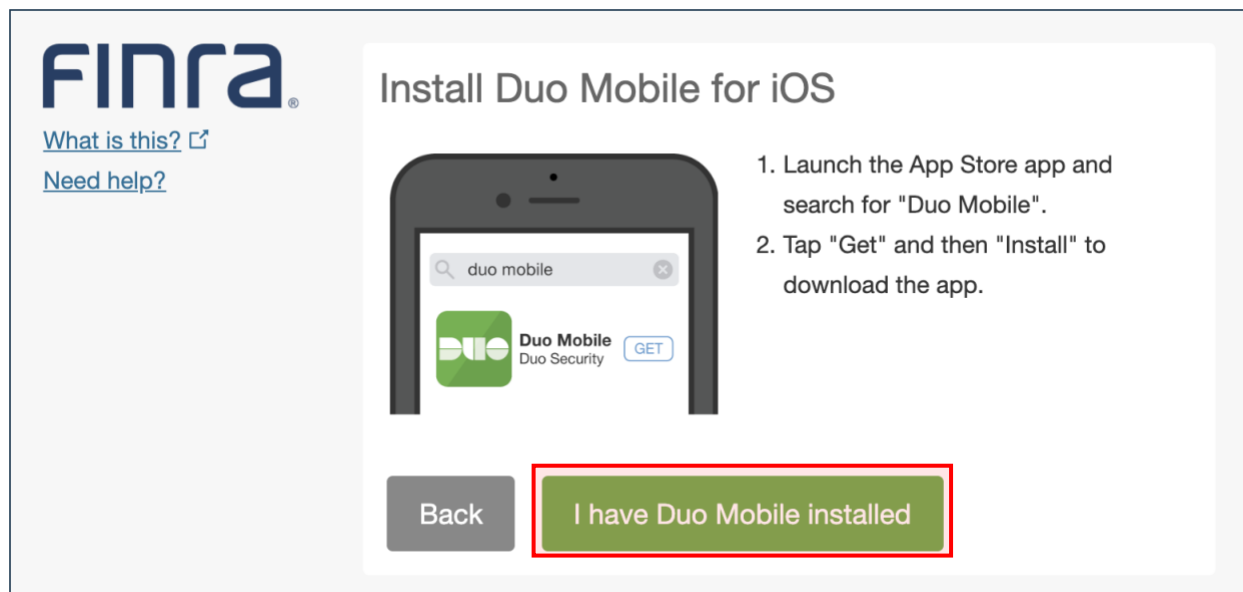 FINRA®
What is this?
Need help?
Install Duo Mobile for iOS
duo mobile
DUO
Duo Mobile
Duo Security
GET
1. Launch the App Store app and
search for "Duo Mobile".
2. Tap "Get" and then "Install" to
download the app.
Back
I have Duo Mobile installed